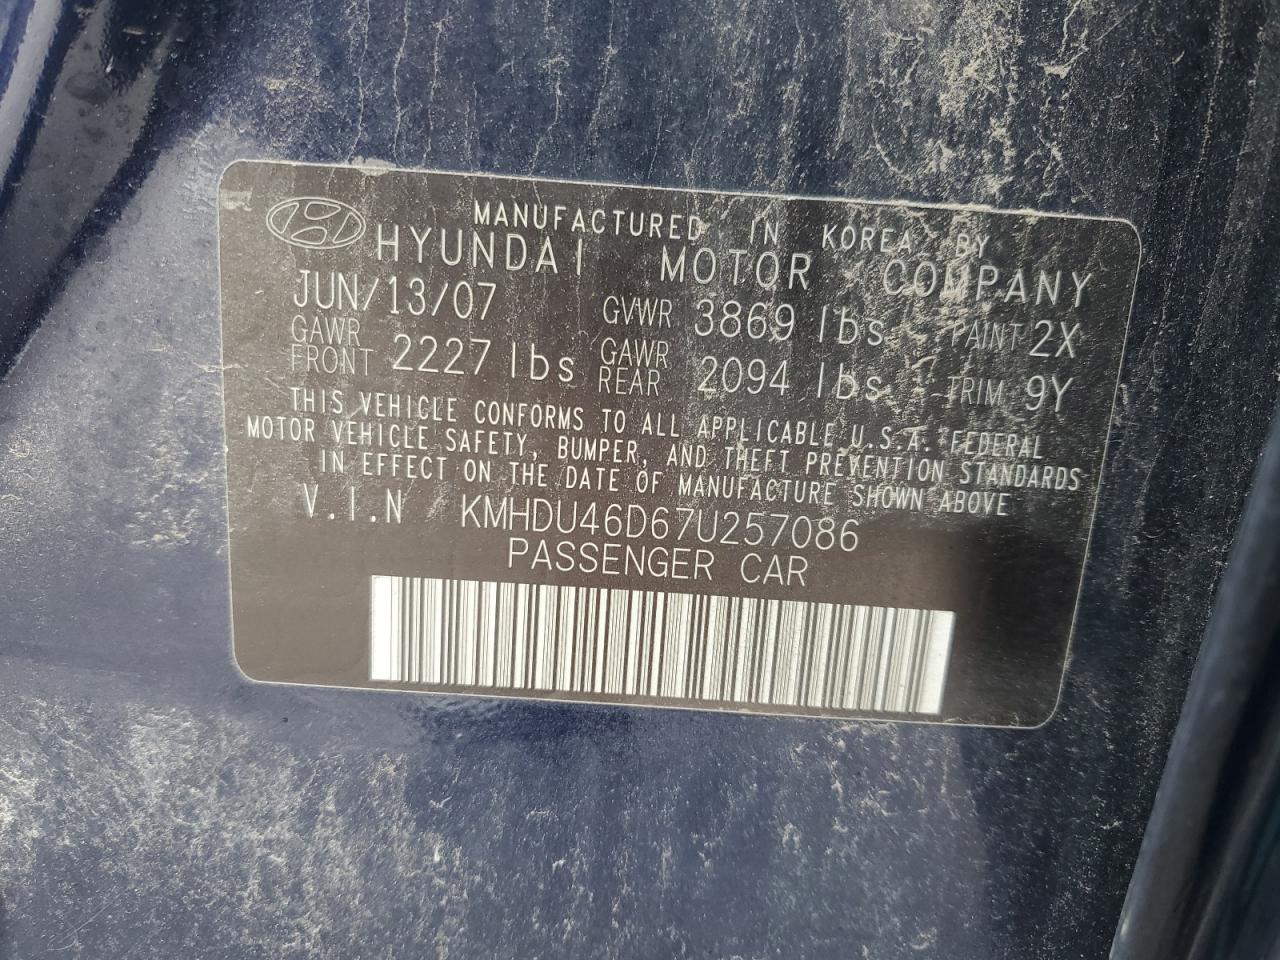 MANUFACTURED IN KOREA BY
HYUNDAI MOTOR COMPANY
JUN/13/07 GVWR 3869 lbs PAINT 2X
GAWR FRONT 2227 lbs GAWR REAR 2094 lbs TRIM 9Y
THIS VEHICLE CONFORMS TO ALL APPLICABLE U.S.A. FEDERAL
MOTOR VEHICLE SAFETY, BUMPER, AND THEFT PREVENTION STANDARDS
IN EFFECT ON THE DATE OF MANUFACTURE SHOWN ABOVE
V.I.N KMHDU46D67U257086
PASSENGER CAR